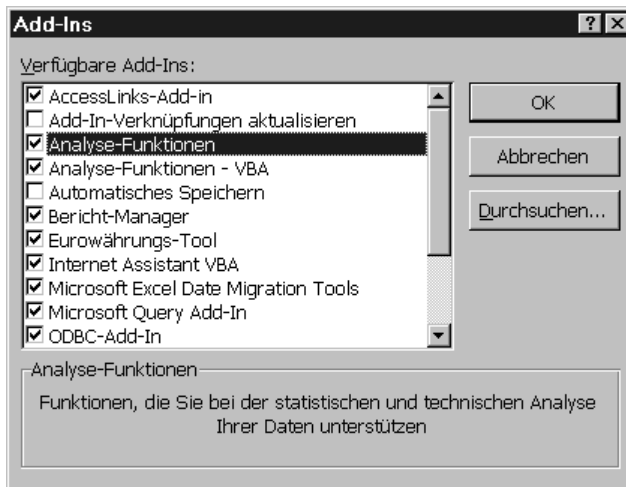 Add-Ins
Verfügbare Add-Ins:
AccessLinks-Add-in
Add-In-Verknüpfungen aktualisieren
Analyse-Funktionen
Analyse-Funktionen - VBA
Automatisches Speichern
Bericht-Manager
Eurowährungs-Tool
Internet Assistant VBA
Microsoft Excel Date Migration Tools
Microsoft Query Add-In
ODBC-Add-In
OK
Abbrechen
Durchsuchen...
Analyse-Funktionen
Funktionen, die Sie bei der statistischen und technischen Analyse
Ihrer Daten unterstützen